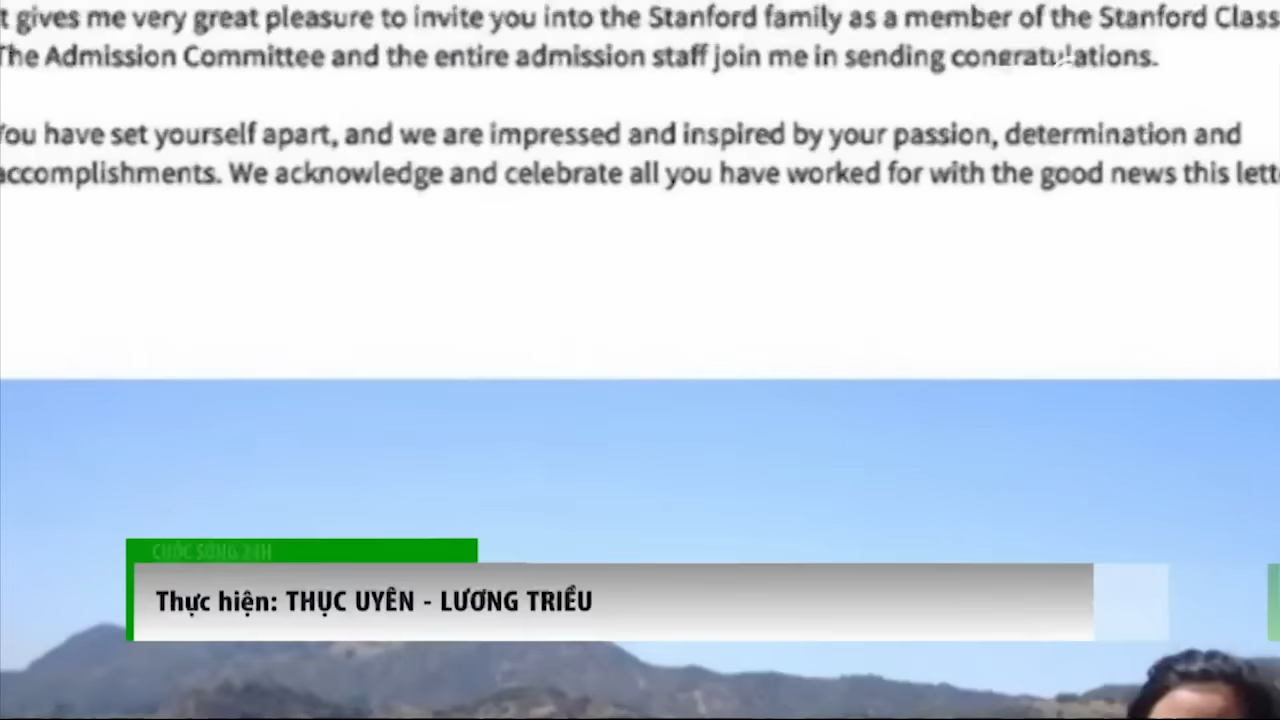 t gives me very great pleasure to invite you into the Stanford family as a member of the Stanford Class
The Admission Committee and the entire admission staff join me in sending congratulations.
You have set yourself apart, and we are impressed and inspired by your passion, determination and
accomplishments. We acknowledge and celebrate all you have worked for with the good news this lett
CUỘC SỐNG 24H
Thực hiện: THỤC UYÊN - LƯƠNG TRIỀU